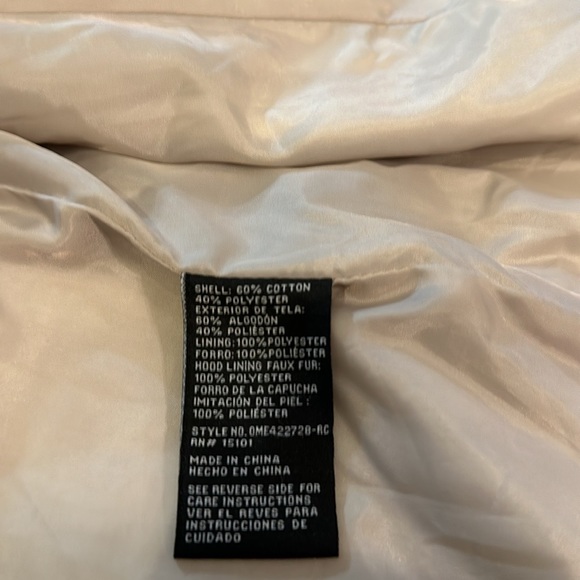 SHELL: 60% COTTON
40% POLYESTER
EXTERIOR DE TELA:
60% ALGODÓN
40% POLIÉSTER
LINING:100%POLYESTER
FORRO:100%POLIÉSTER
HOOD LINING FAUX FUR:
100% POLYESTER
FORRO DE LA CAPUCHA
IMITACIÓN DEL PIEL :
100% POLIÉSTER
STYLE NO. OME422728-RC
RN# 15101
MADE IN CHINA
HECHO EN CHINA
SEE REVERSE SIDE FOR
CARE INSTRUCTIONS
VER EL REVES PARA
INSTRUCCIONES DE
CUIDADO